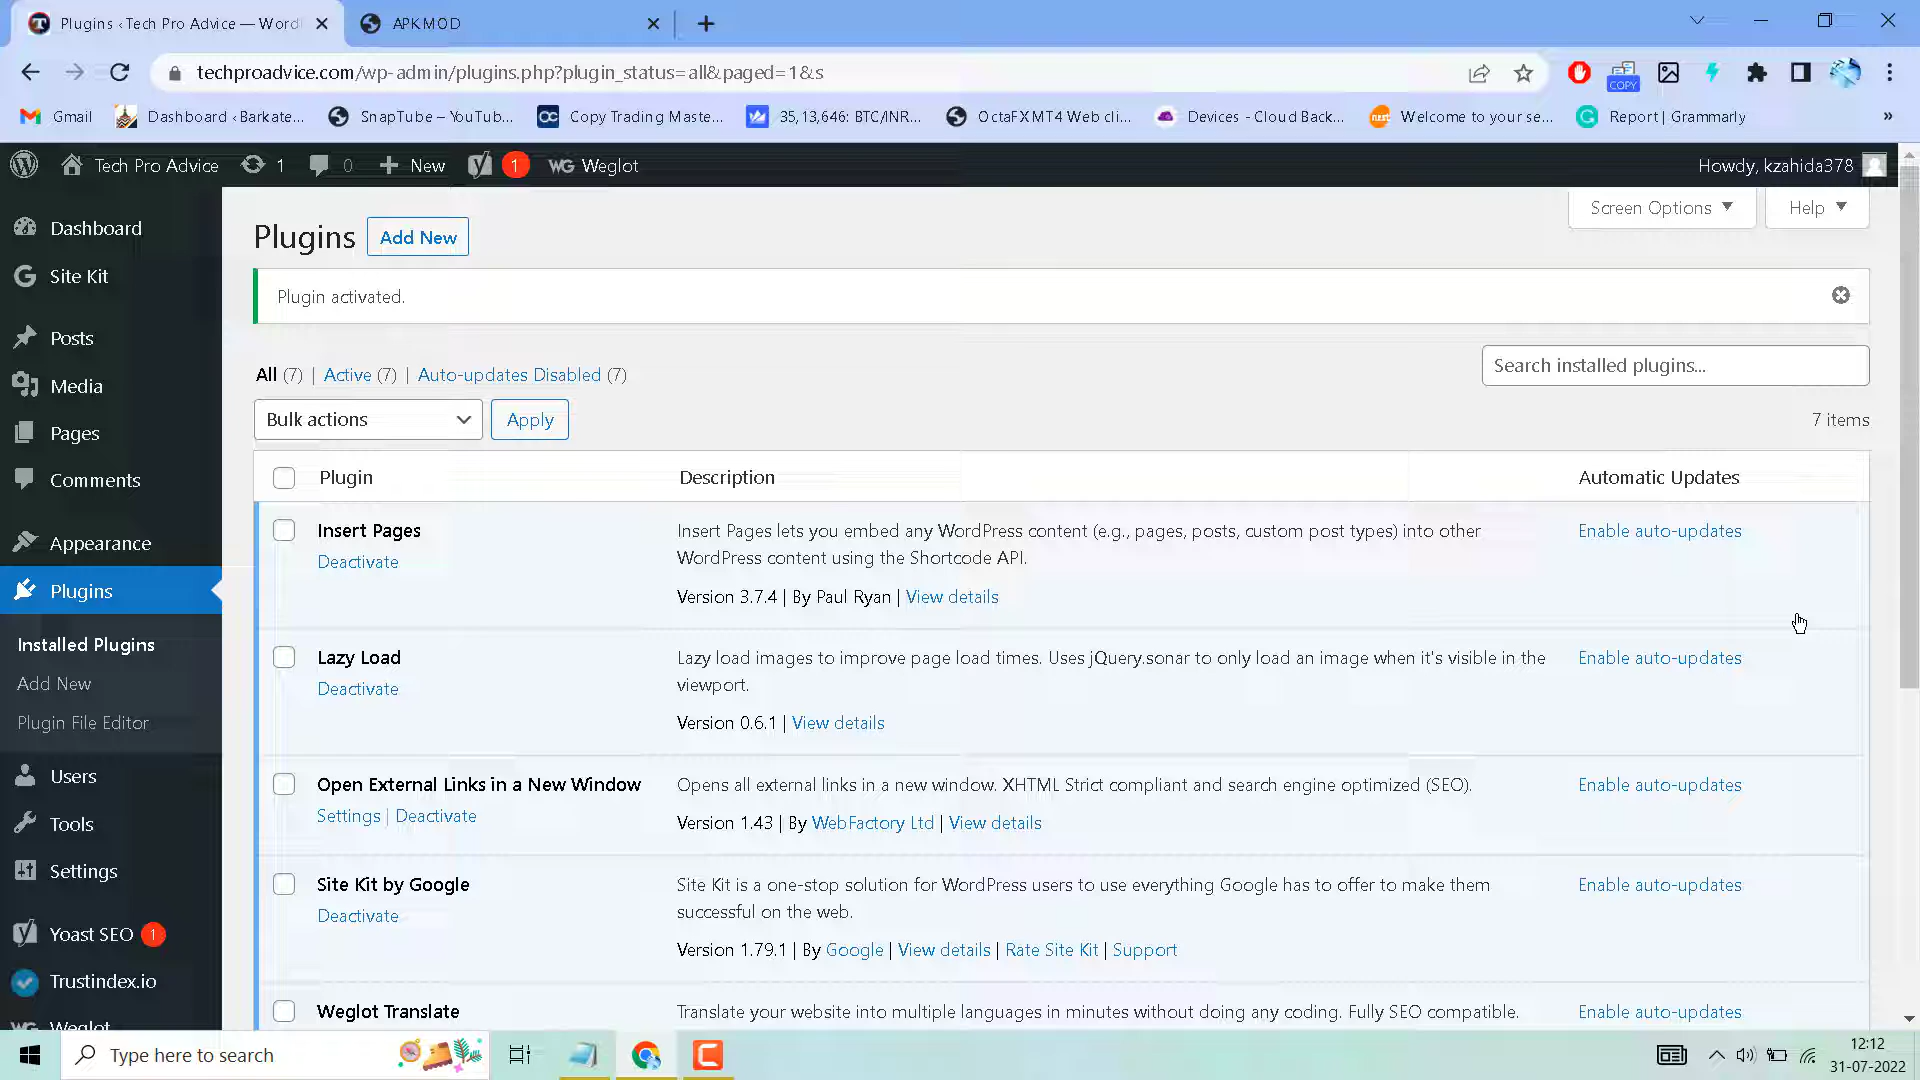 Plugins ‹ Tech Pro Advice — Word
APKMOD
techproadvice.com/wp-admin/plugins.php?plugin_status=all&paged=1&s
COPY
Gmail
Dashboard ‹ Barkate...
SnapTube – YouTub...
CC
Copy Trading Maste...
35,13,646: BTC/INR...
OctaFX MT4 Web cli...
Devices - Cloud Back...
Welcome to your se...
Report | Grammarly
»
Tech Pro Advice
1
0
New
1
WG Weglot
Howdy, kzahida378
Dashboard
Site Kit
Posts
Media
Pages
Comments
Appearance
Plugins
Installed Plugins
Add New
Plugin File Editor
Users
Tools
Settings
Yoast SEO 1
Trustindex.io
Weglot
Screen Options
Help
Plugins
Add New
Plugin activated.
All (7) | Active (7) | Auto-updates Disabled (7)
Search installed plugins...
Bulk actions
Apply
7 items
Plugin
Description
Automatic Updates
Insert Pages
Deactivate
Insert Pages lets you embed any WordPress content (e.g., pages, posts, custom post types) into other
WordPress content using the Shortcode API.
Version 3.7.4 | By Paul Ryan | View details
Enable auto-updates
Lazy Load
Deactivate
Lazy load images to improve page load times. Uses jQuery.sonar to only load an image when it's visible in the
viewport.
Version 0.6.1 | View details
Enable auto-updates
Open External Links in a New Window
Settings | Deactivate
Opens all external links in a new window. XHTML Strict compliant and search engine optimized (SEO).
Version 1.43 | By WebFactory Ltd | View details
Enable auto-updates
Site Kit by Google
Deactivate
Site Kit is a one-stop solution for WordPress users to use everything Google has to offer to make them
successful on the web.
Version 1.79.1 | By Google | View details | Rate Site Kit | Support
Enable auto-updates
Weglot Translate
Translate your website into multiple languages in minutes without doing any coding. Fully SEO compatible.
Enable auto-updates
Type here to search
12:12
31-07-2022